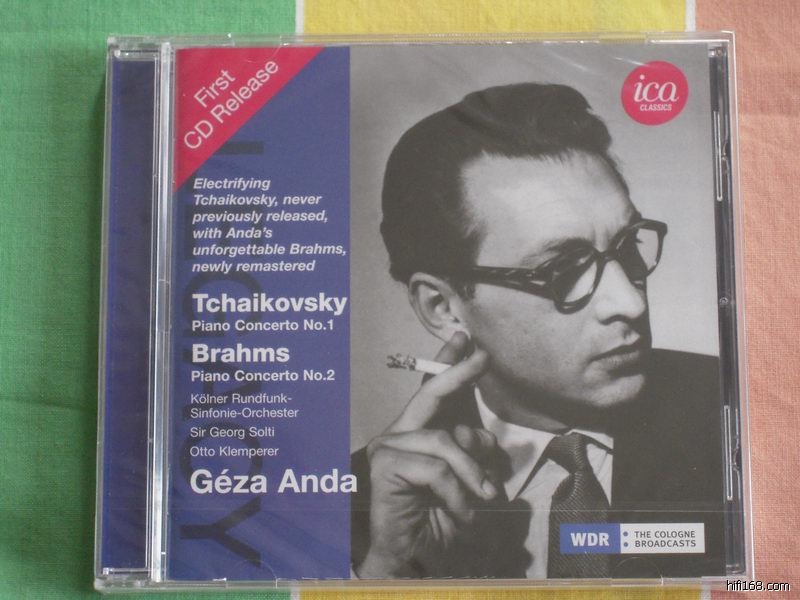 First
CD Release
ica
CLASSICS
Electrifying
Tchaikovsky, never
previously released,
with Anda's
unforgettable Brahms,
newly remastered
Tchaikovsky
Piano Concerto No.1
Brahms
Piano Concerto No.2
Kölner Rundfunk-
Sinfonie-Orchester
Sir Georg Solti
Otto Klemperer
Géza Anda
LEGACY
WDR
THE COLOGNE
BROADCASTS
hifi168.com